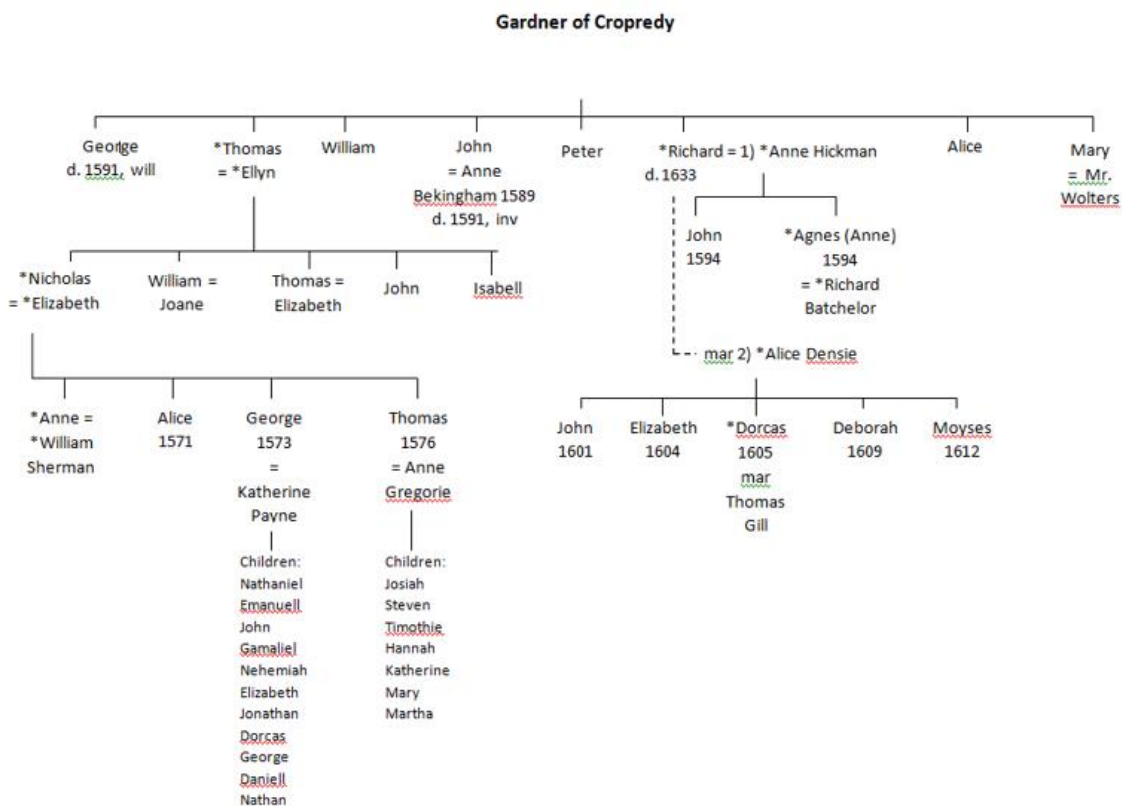 Gardner of Cropredy
George
d. 1591, will
*Thomas
= *Ellyn
William
John
= Anne
Bekingham 1589
d. 1591, inv
Peter
*Richard = 1) *Anne Hickman
d. 1633
Alice
Mary
= Mr.
Wolters
John
1594
*Agnes (Anne)
1594
= *Richard
Batchelor
*Nicholas
= *Elizabeth
William =
Joane
Thomas =
Elizabeth
John
Isabell
mar 2) *Alice Densie
*Anne =
*William
Sherman
Alice
1571
George
1573
=
Katherine
Payne
Thomas
1576
= Anne
Gregorie
John
1601
Elizabeth
1604
*Dorcas
1605
mar
Thomas
Gill
Deborah
1609
Moyses
1612
Children:
Nathaniel
Emanuell
John
Gamaliel
Nehemiah
Elizabeth
Jonathan
Dorcas
George
Daniell
Nathan
Children:
Josiah
Steven
Timothie
Hannah
Katherine
Mary
Martha